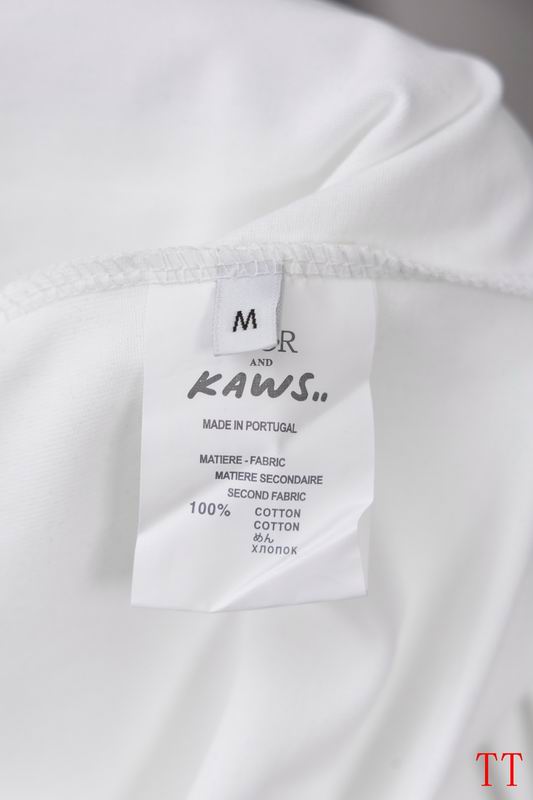 M
R
AND
KAWS..
MADE IN PORTUGAL
MATIERE - FABRIC
MATIERE SECONDAIRE
SECOND FABRIC
100% COTTON
COTTON
めん
ХЛОПОК
TT